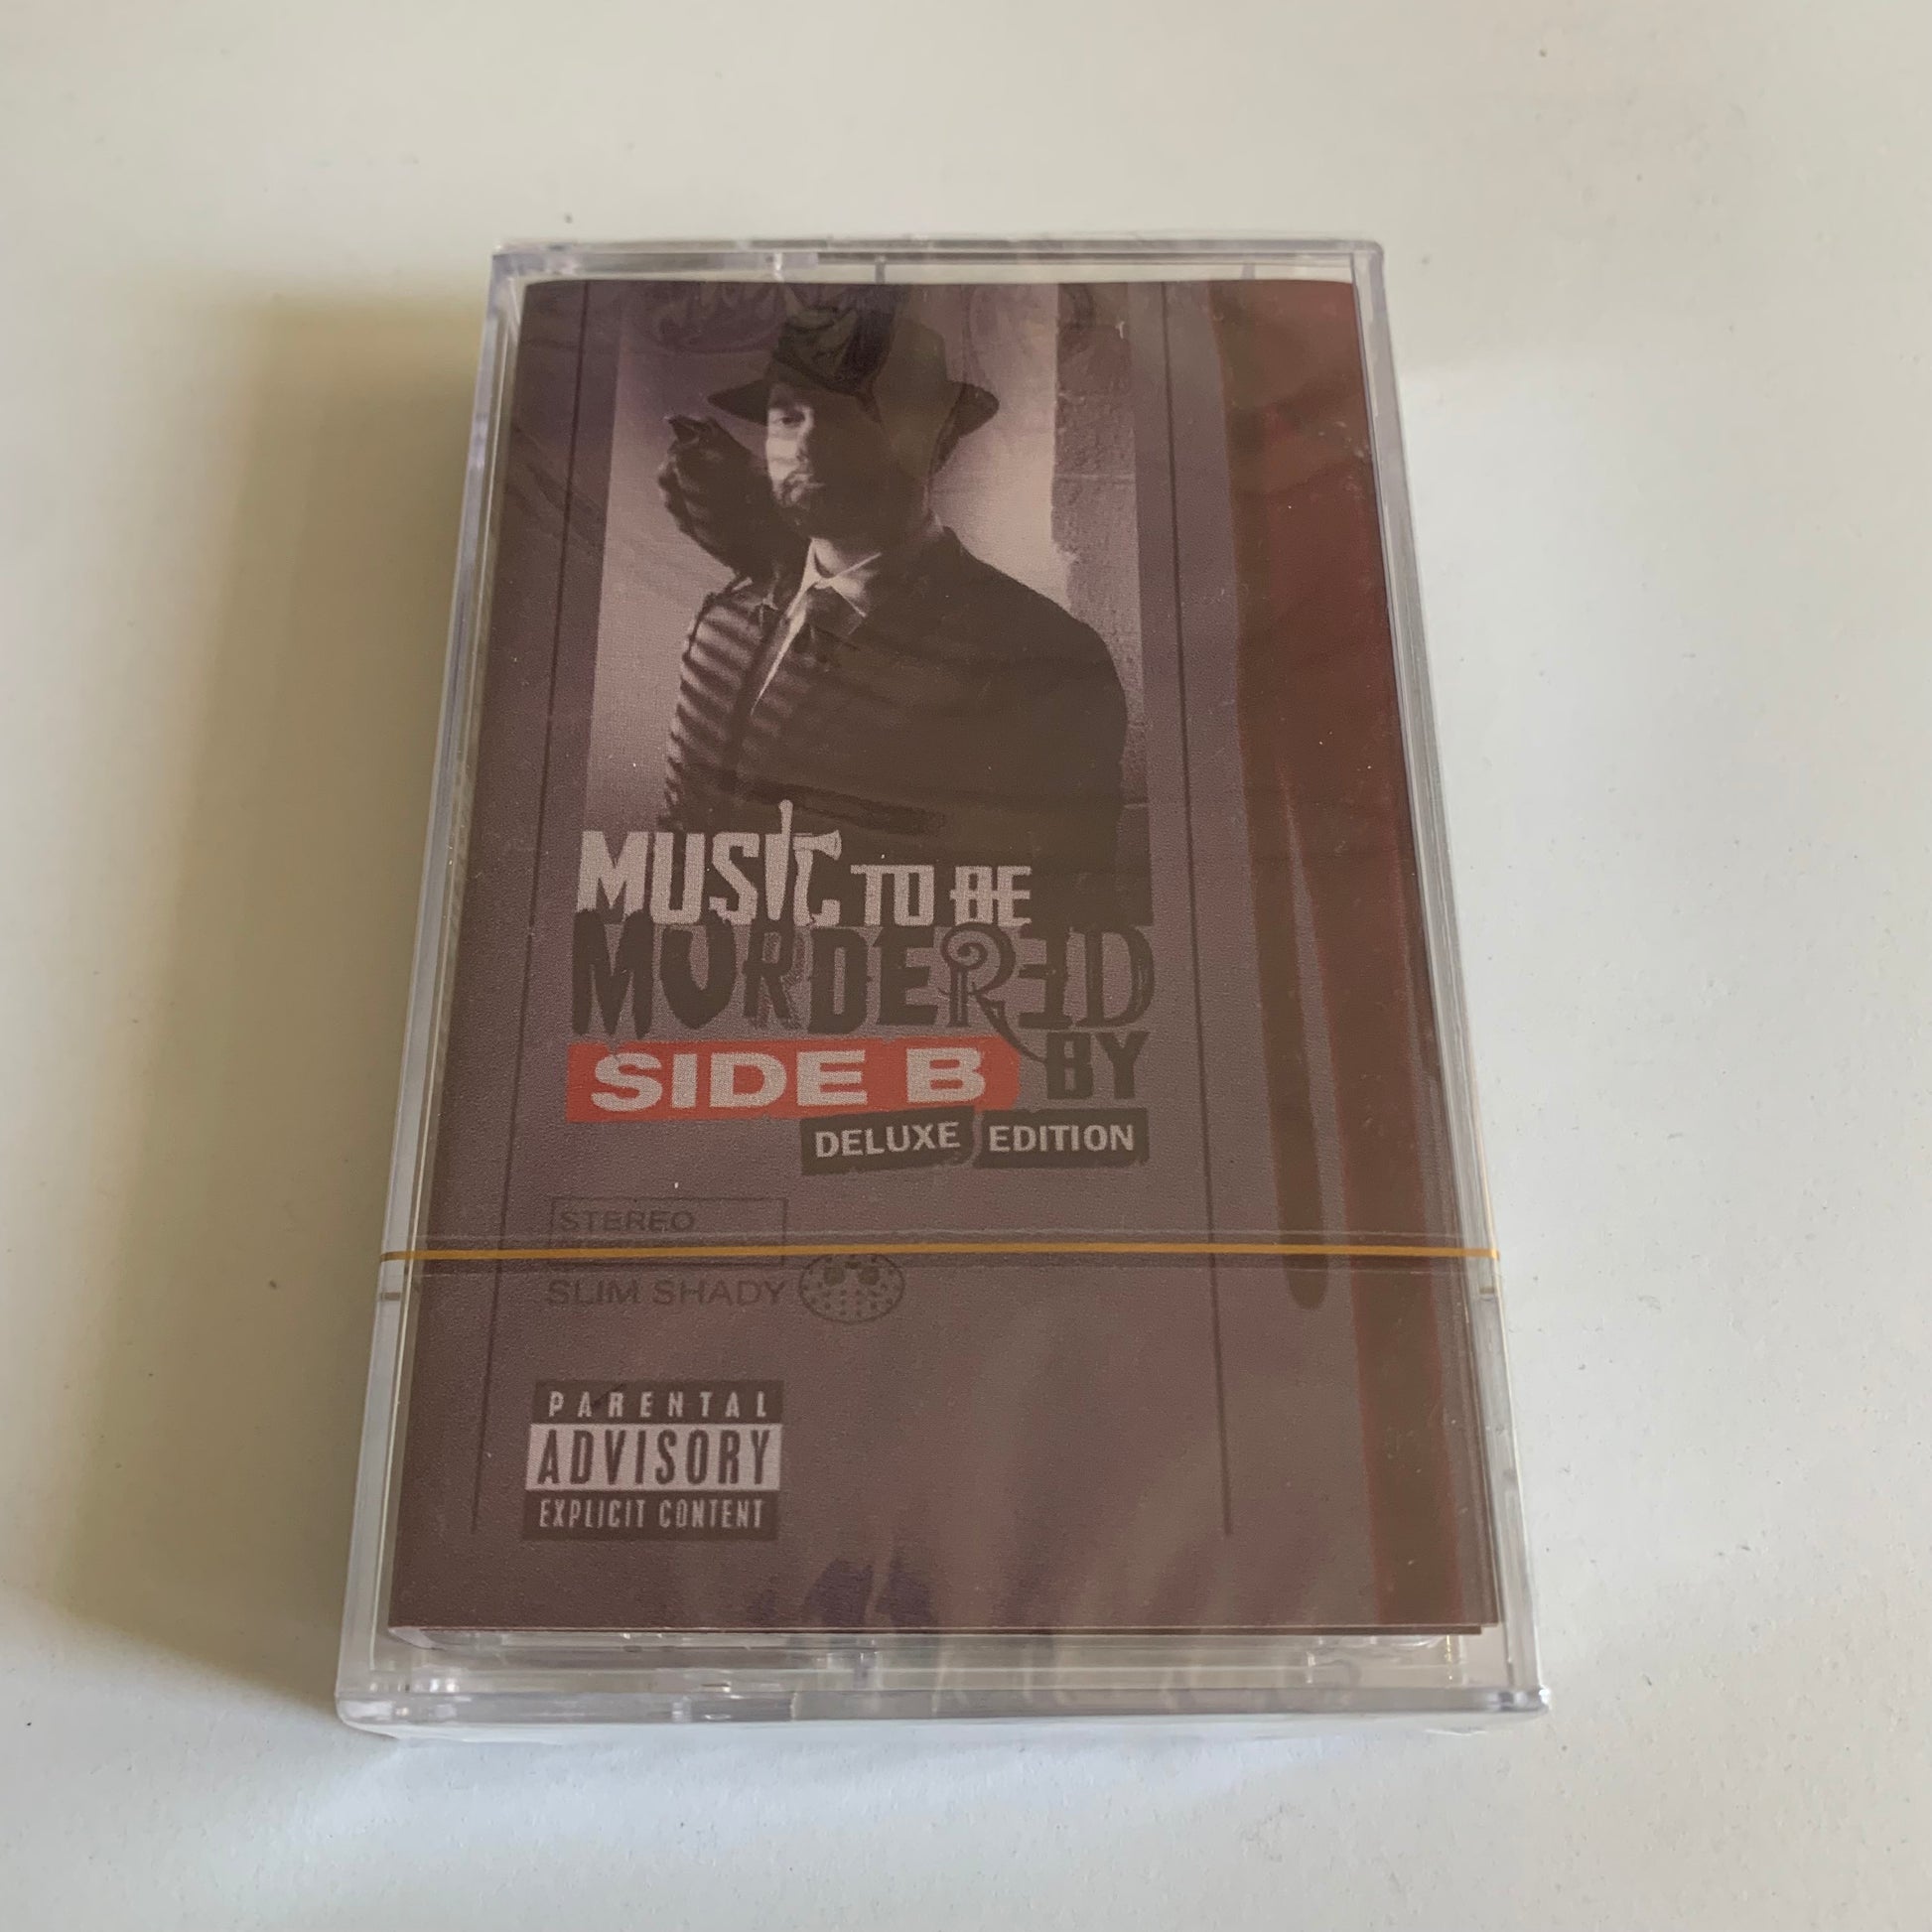 MUSIC TO BE
MURDERED
SIDE B BY
DELUXE EDITION
STEREO
SLIM SHADY
PARENTAL
ADVISORY
EXPLICIT CONTENT